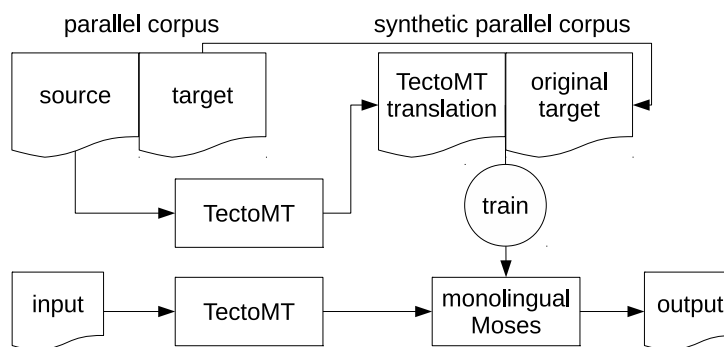 parallel corpus
synthetic parallel corpus
source
target
TectoMT
translation
original
target
TectoMT
train
input
TectoMT
monolingual
Moses
output